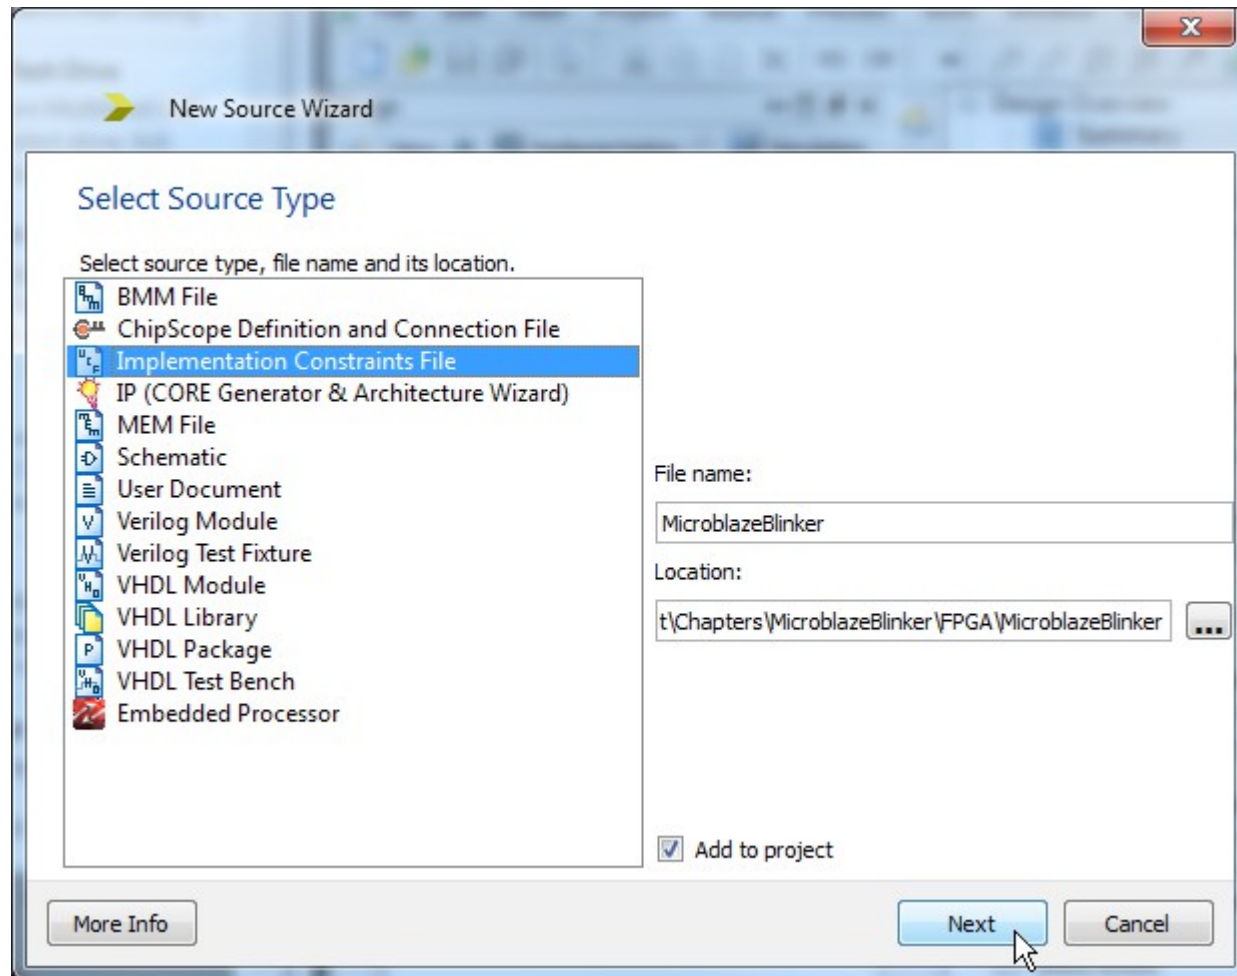 New Source Wizard
Select Source Type
Select source type, file name and its location.
BMM File
ChipScope Definition and Connection File
Implementation Constraints File
IP (CORE Generator & Architecture Wizard)
MEM File
Schematic
User Document
Verilog Module
Verilog Test Fixture
VHDL Module
VHDL Library
VHDL Package
VHDL Test Bench
Embedded Processor
File name:
MicroblazeBlinker
Location:
t\Chapters\MicroblazeBlinker\FPGA\MicroblazeBlinker
...
Add to project
More Info
Next
Cancel